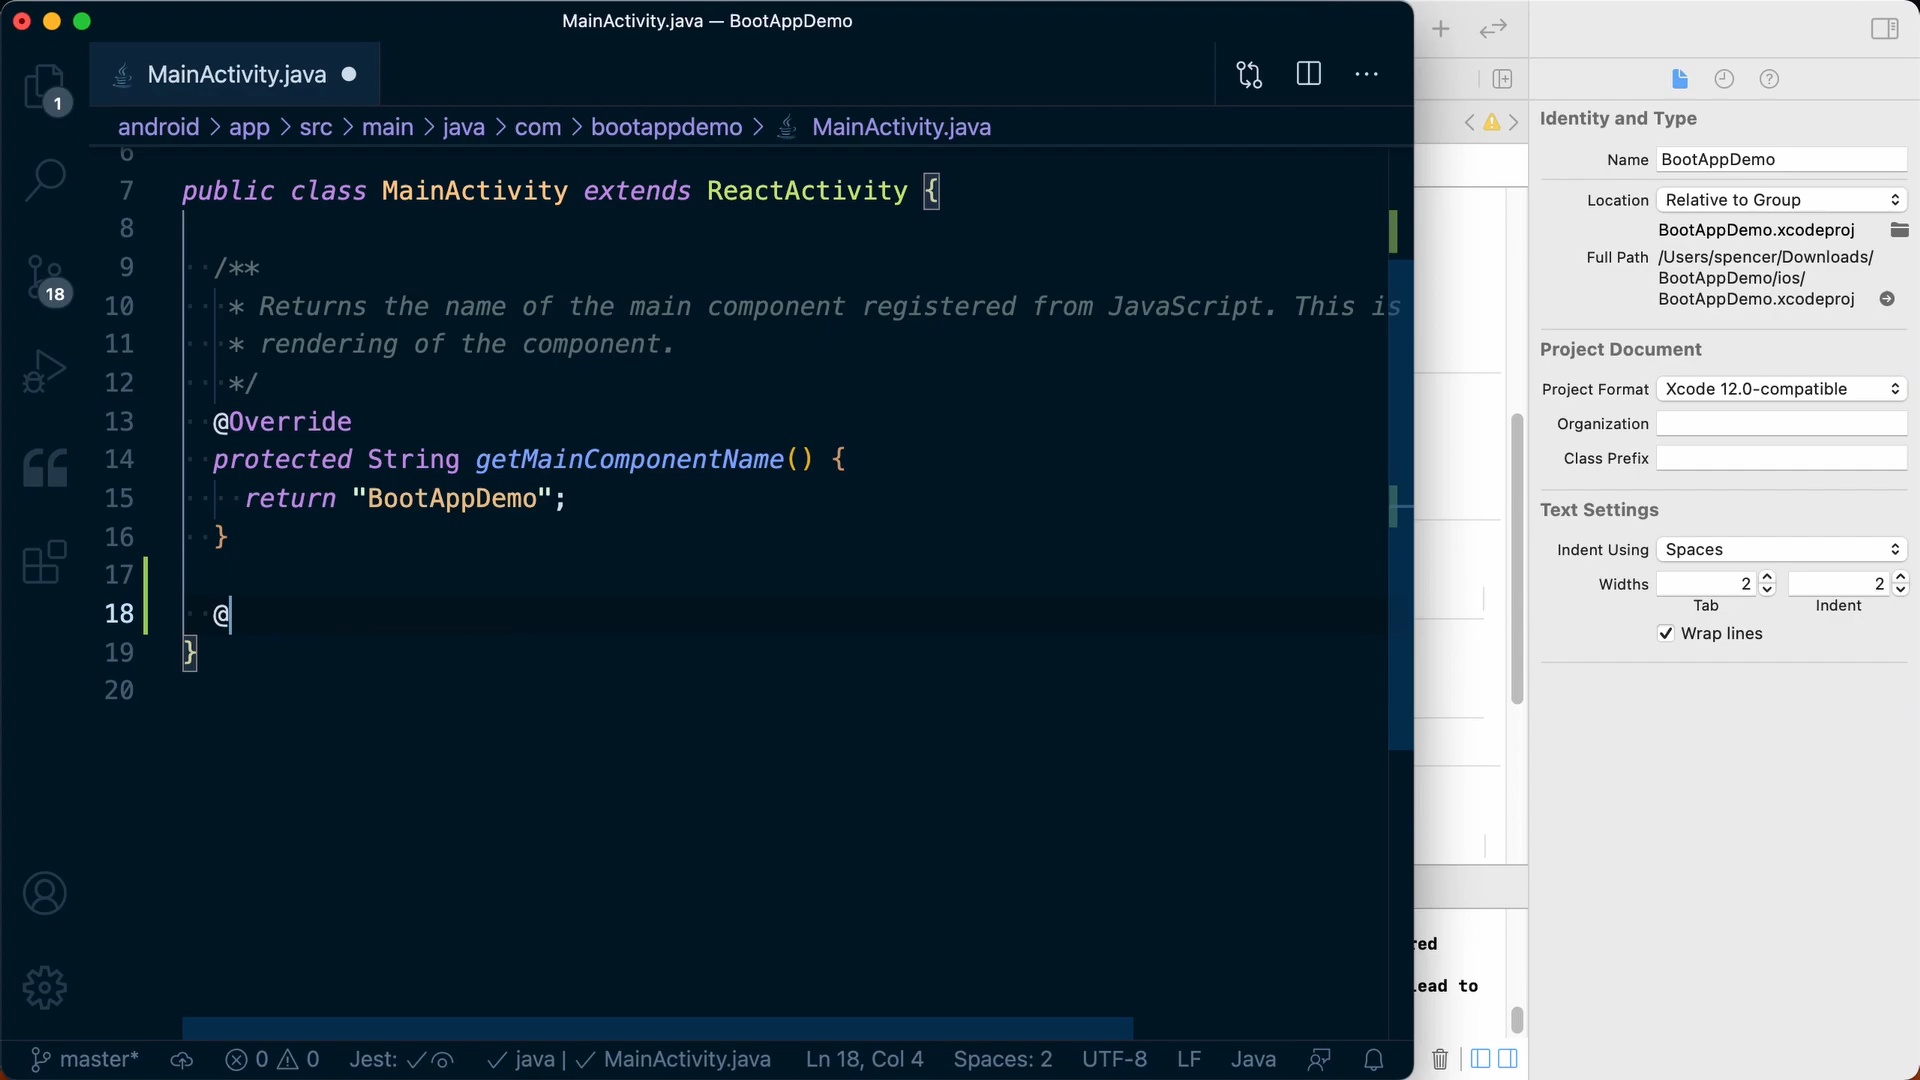 MainActivity.java — BootAppDemo
MainActivity.java
1
android > app > src > main > java > com > bootappdemo > MainActivity.java
6
7 public class MainActivity extends ReactActivity {
8
9 /**
10 * Returns the name of the main component registered from JavaScript. This is
11 * rendering of the component.
12 */
13 @Override
14 protected String getMainComponentName() {
15 return "BootAppDemo";
16 }
17
18 @
19 }
20
18
master* 0 0 Jest: java | MainActivity.java Ln 18, Col 4 Spaces: 2 UTF-8 LF Java
red
lead to
Identity and Type
Name BootAppDemo
Location Relative to Group
BootAppDemo.xcodeproj
Full Path /Users/spencer/Downloads/
BootAppDemo/ios/
BootAppDemo.xcodeproj
Project Document
Project Format Xcode 12.0-compatible
Organization
Class Prefix
Text Settings
Indent Using Spaces
Widths 2 2
Tab Indent
Wrap lines